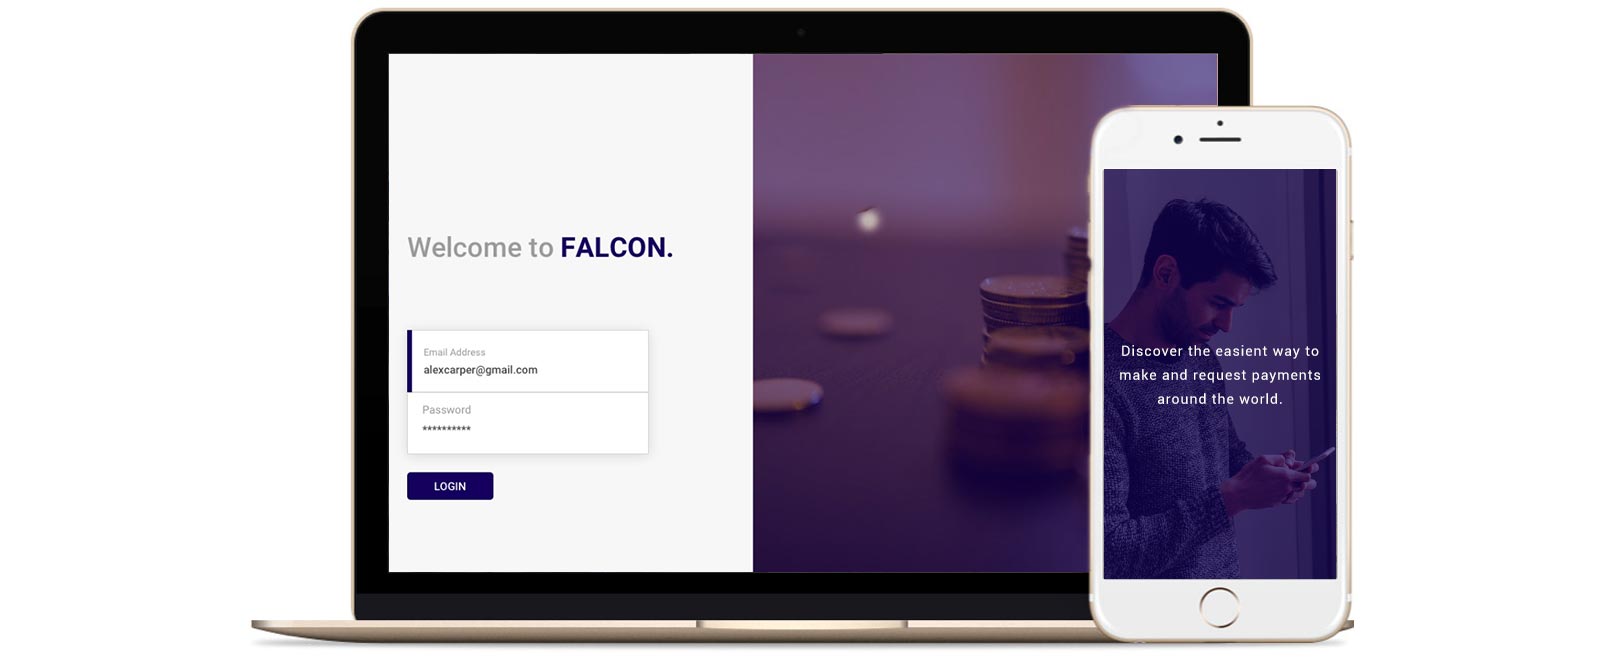 Welcome to FALCON.
Email Address
alexcarper@gmail.com
Password
**********
LOGIN
Discover the easient way to
make and request payments
around the world.